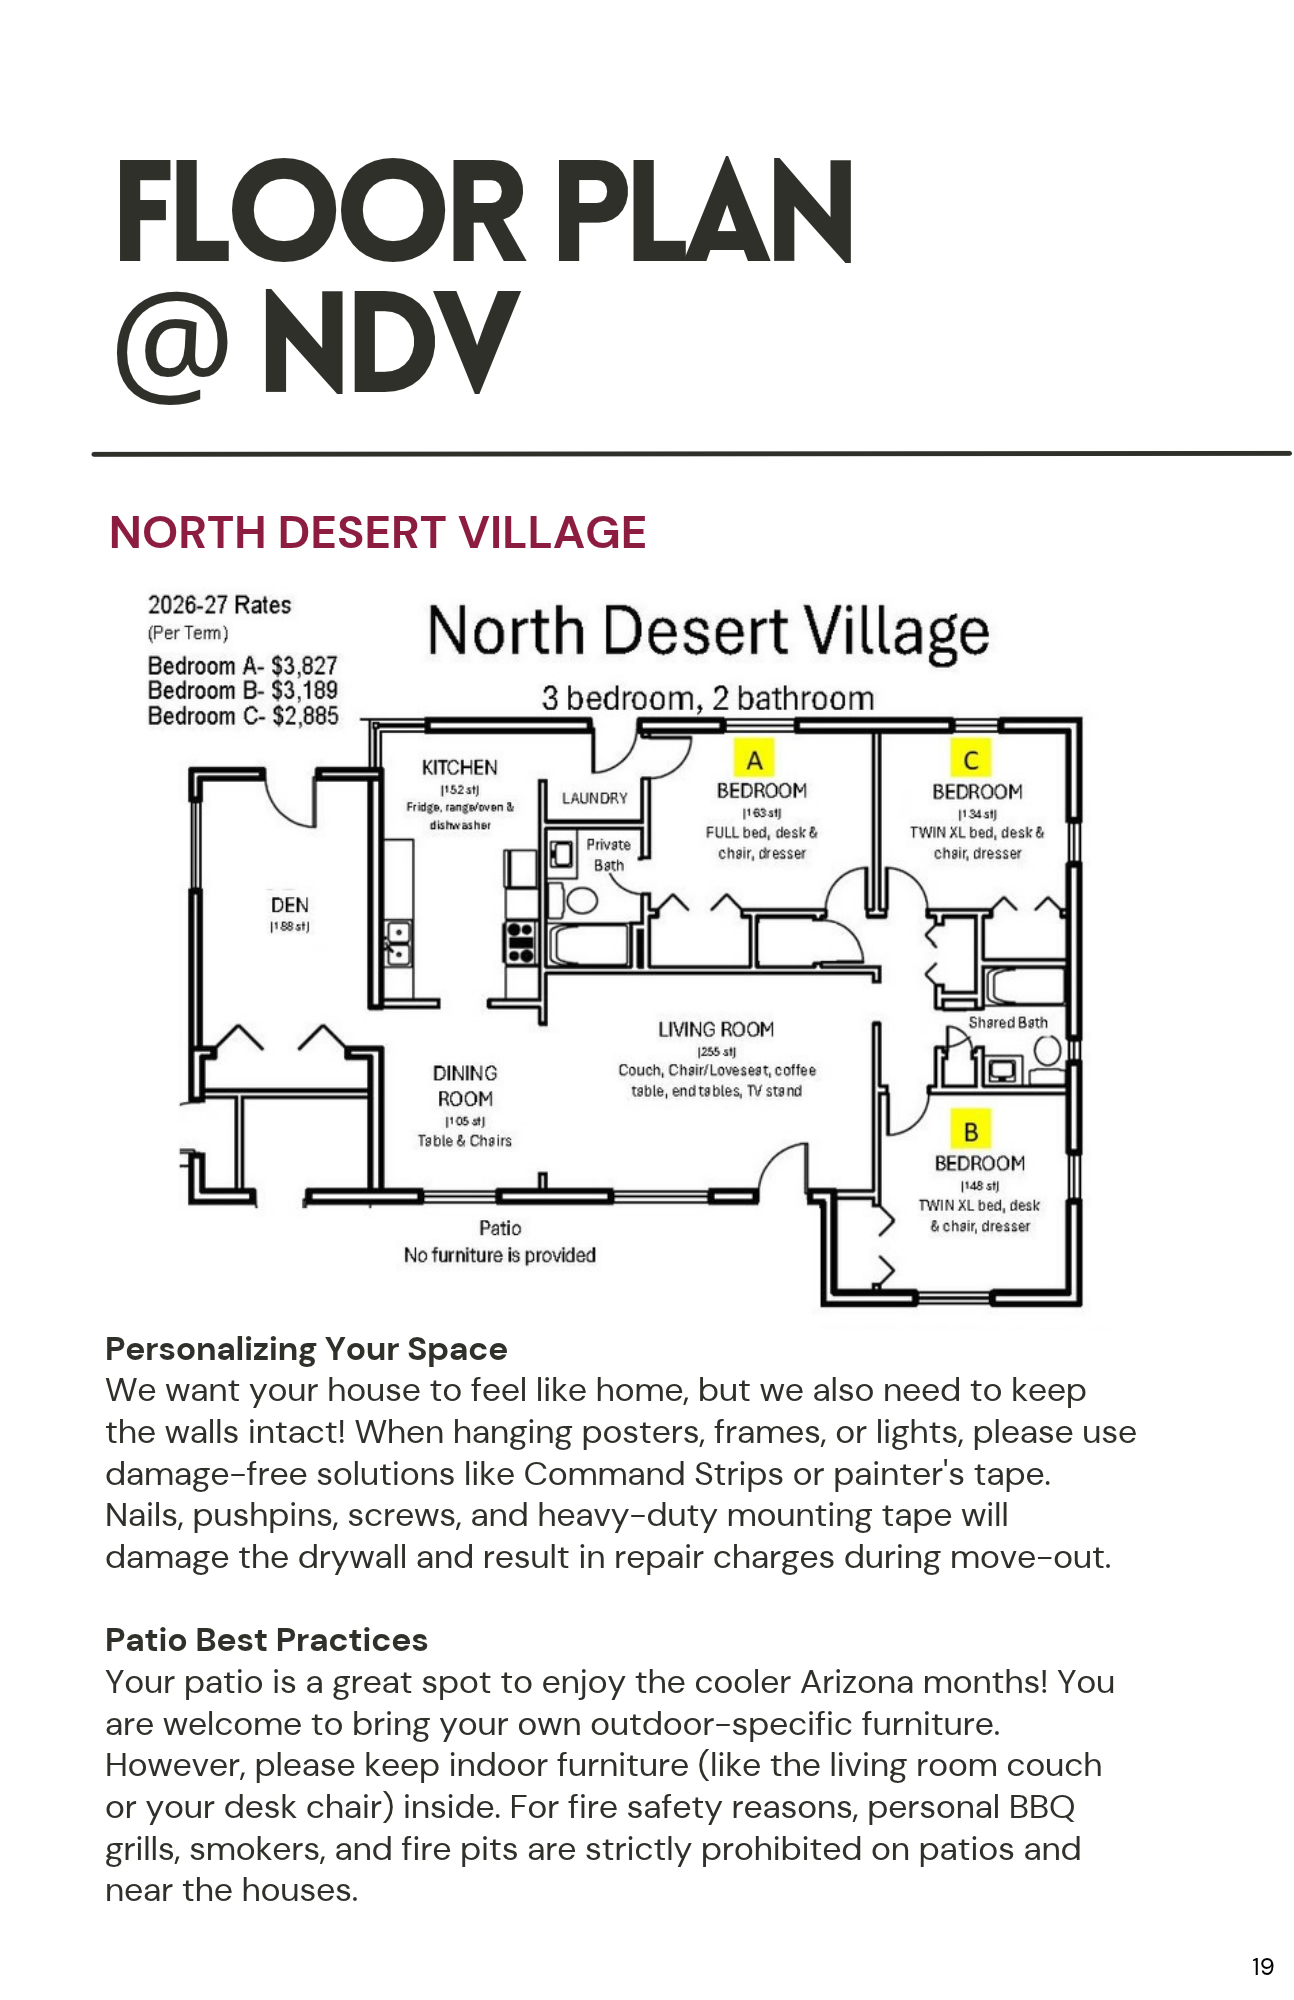 FLOOR PLAN
@ NDV
NORTH DESERT VILLAGE
2026-27 Rates
(Per Term)
Bedroom A- $3,827
Bedroom B- $3,189
Bedroom C- $2,885
North Desert Village
3 bedroom, 2 bathroom
KITCHEN
|152 sf|
Fridge, range/oven &
dishwasher
LAUNDRY
Private
Bath
A
BEDROOM
|163 sf|
FULL bed, desk &
chair, dresser
C
BEDROOM
|134 sf|
TWIN XL bed, desk &
chair, dresser
DEN
|188 sf|
LIVING ROOM
|255 sf|
Couch, Chair/Loveseat, coffee
table, end tables, TV stand
Shared Bath
DINING
ROOM
|105 sf|
Table & Chairs
B
BEDROOM
|148 sf|
TWIN XL bed, desk
& chair, dresser
Patio
No furniture is provided
Personalizing Your Space
We want your house to feel like home, but we also need to keep
the walls intact! When hanging posters, frames, or lights, please use
damage-free solutions like Command Strips or painter's tape.
Nails, pushpins, screws, and heavy-duty mounting tape will
damage the drywall and result in repair charges during move-out.
Patio Best Practices
Your patio is a great spot to enjoy the cooler Arizona months! You
are welcome to bring your own outdoor-specific furniture.
However, please keep indoor furniture (like the living room couch
or your desk chair) inside. For fire safety reasons, personal BBQ
grills, smokers, and fire pits are strictly prohibited on patios and
near the houses.
19